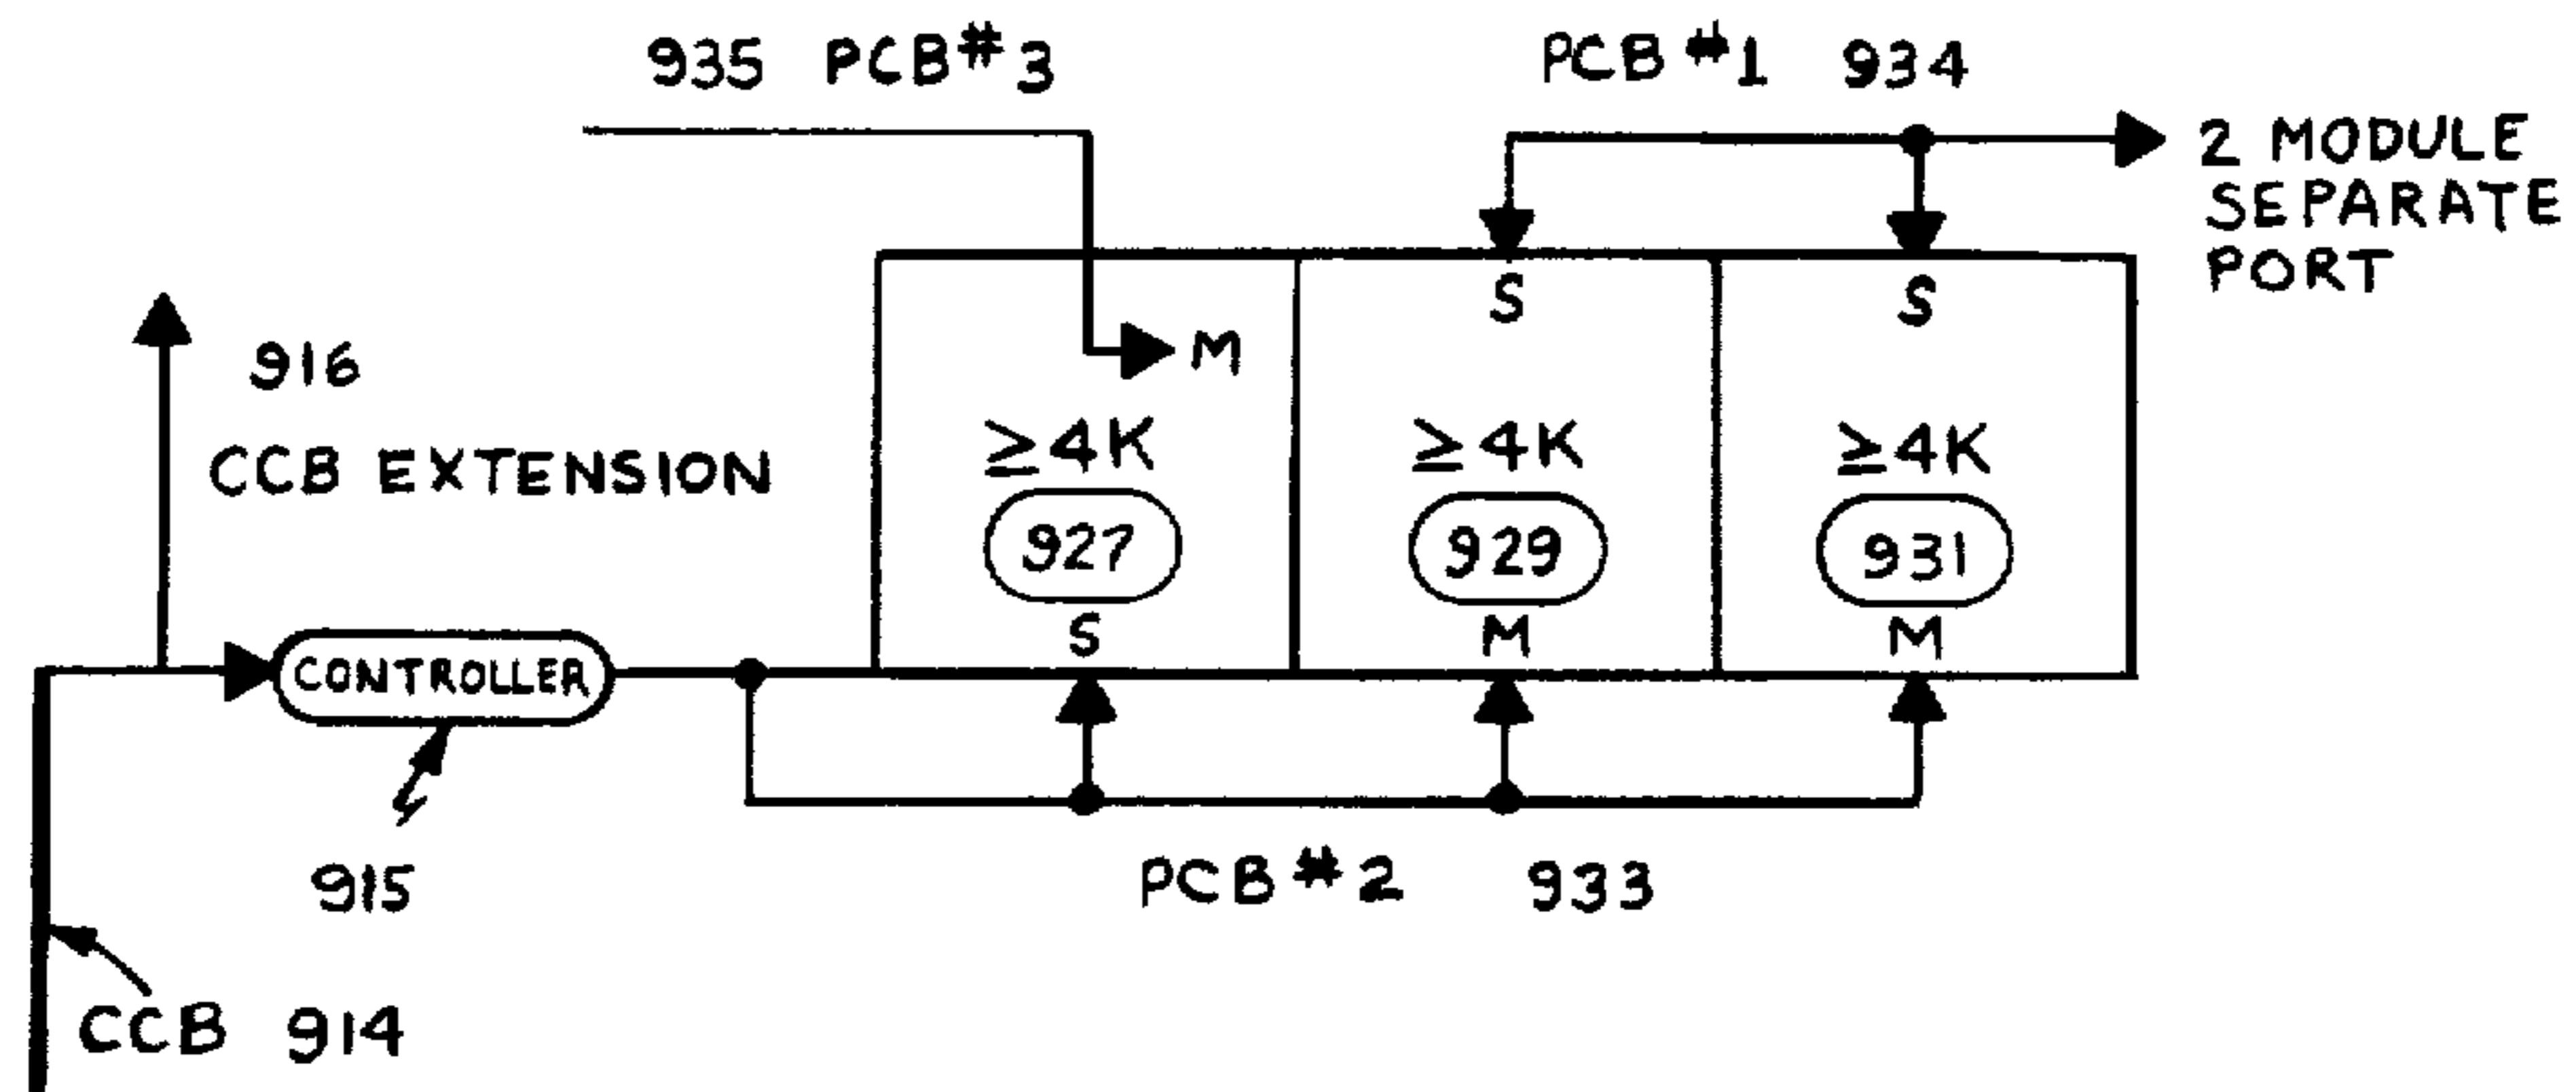 935 PCB#3
PCB #1 934
2 MODULE
SEPARATE
PORT
S
S
M
916
CCB EXTENSION
≥4K
≥4K
≥4K
927
929
931
S
M
M
CONTROLLER
915
PCB #2 933
CCB 914